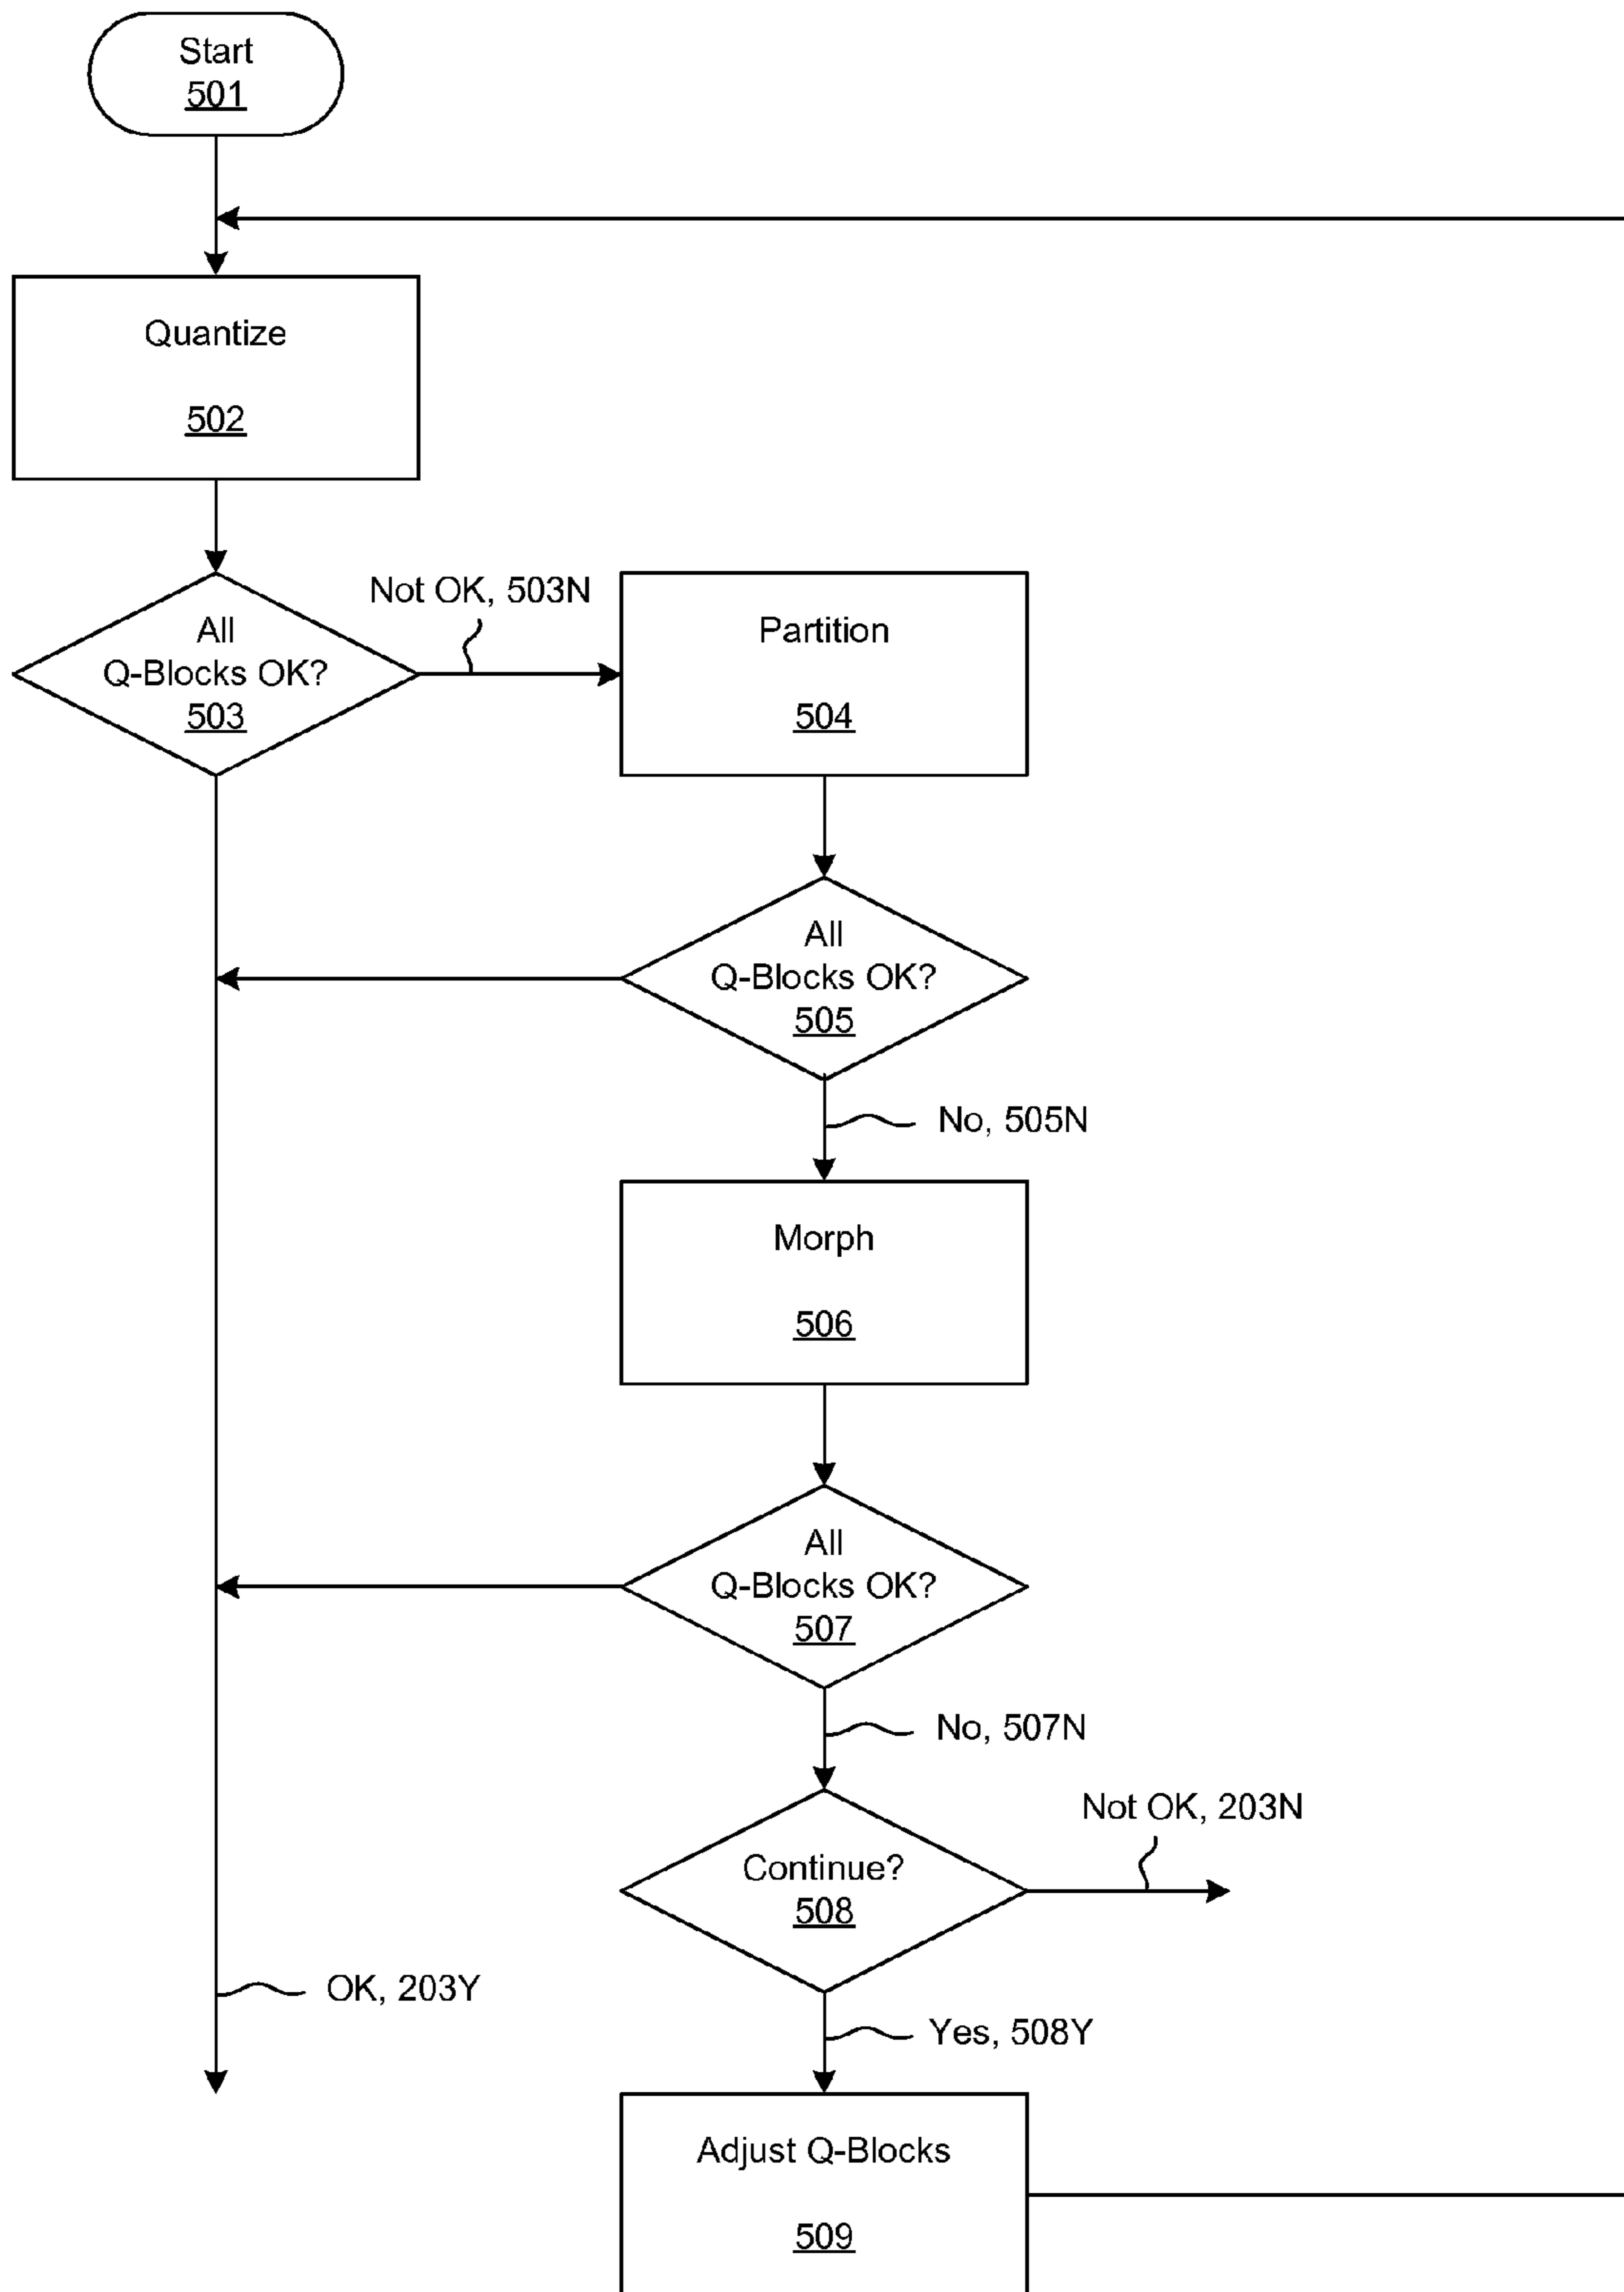 Start
501
Quantize
502
All
Q-Blocks OK?
503
Not OK, 503N
Partition
504
All
Q-Blocks OK?
505
No, 505N
Morph
506
All
Q-Blocks OK?
507
No, 507N
Continue?
508
Not OK, 203N
OK, 203Y
Yes, 508Y
Adjust Q-Blocks
509